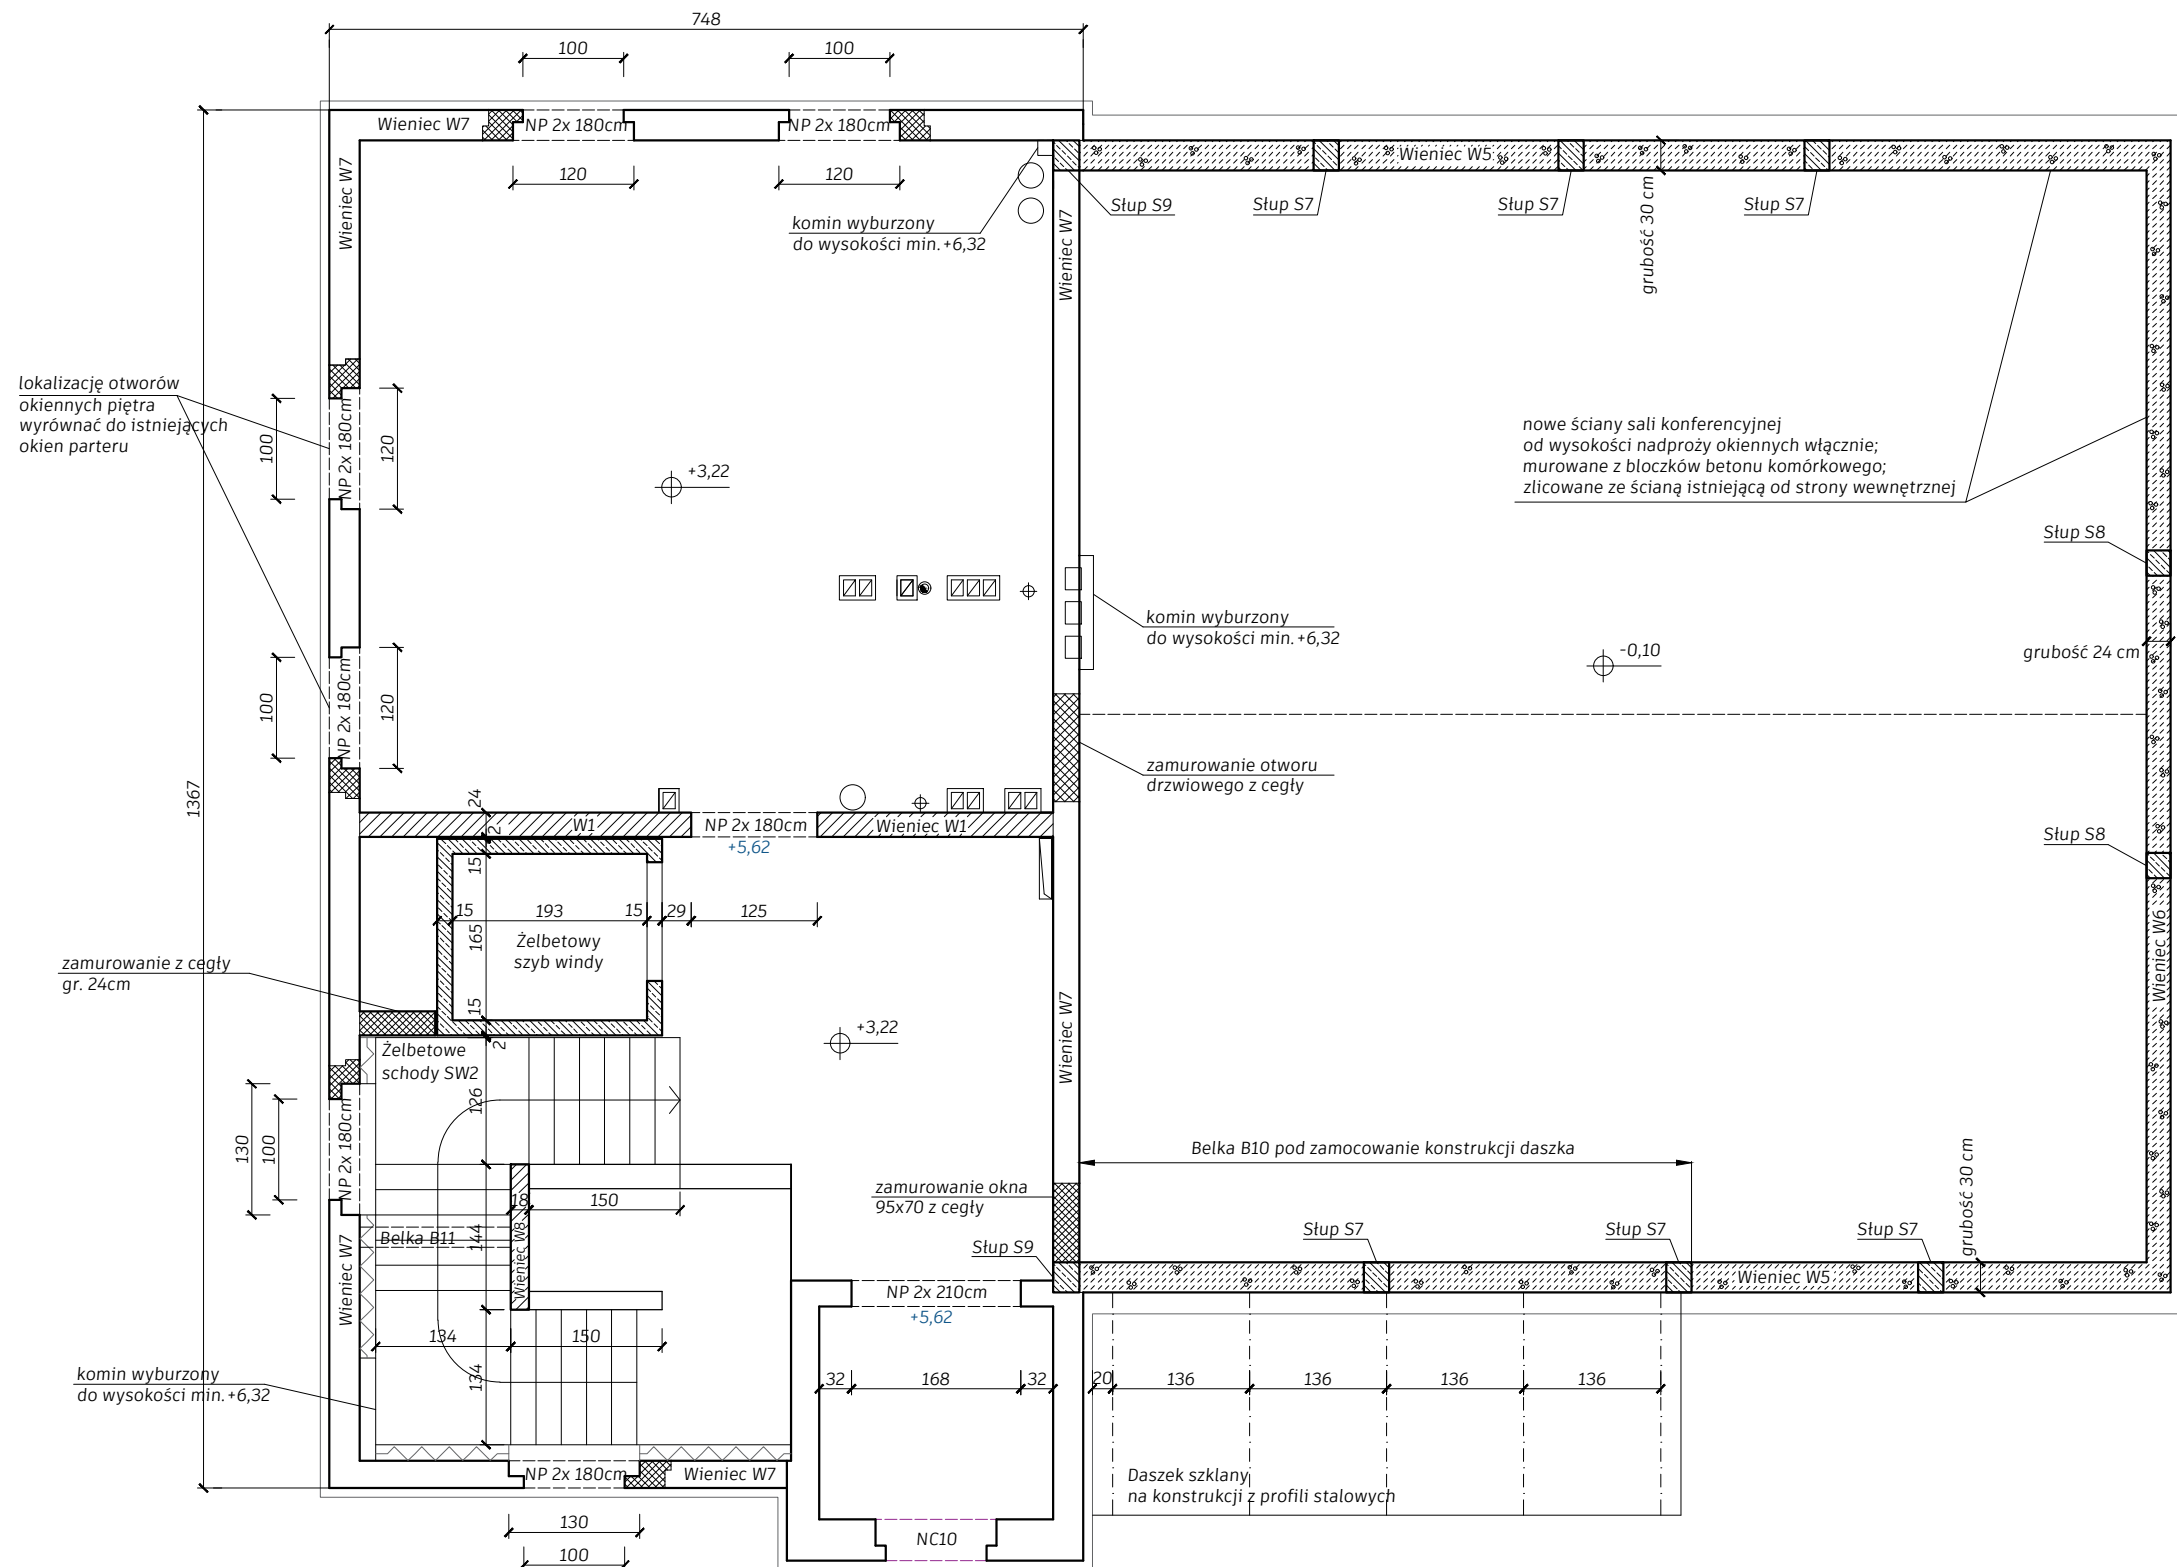 748
100
100
Wieniec W7
NP 2x 180cm
NP 2x 180cm
Wieniec W5
Wieniec W7
120
120
Słup S9
Słup S7
Słup S7
Słup S7
grubość 30 cm
komin wyburzony
do wysokości min. +6,32
Wieniec W7
lokalizację otworów
okiennych piętra
wyrównać do istniejących
okien parteru
100
NP 2x 180cm
120
+3,22
nowe ściany sali konferencyjnej
od wysokości nadproży okiennych włącznie;
murowane z bloczków betonu komórkowego;
zlicowane ze ścianą istniejącą od strony wewnętrznej
Słup S8
komin wyburzony
do wysokości min. +6,32
-0,10
grubość 24 cm
100
NP 2x 180cm
120
1367
zamurowanie otworu
drzwiowego z cegły
24
2
W1
NP 2x 180cm
Wieniec W1
+5,62
Słup S8
15
15
193
15
29
125
165
Żelbetowy
szyb windy
15
zamurowanie z cegły
gr. 24cm
Wieniec W6
2
+3,22
Wieniec W7
Żelbetowe
schody SW2
126
130
100
NP 2x 180cm
Belka B10 pod zamocowanie konstrukcji daszka
grubość 30 cm
zamurowanie okna
95x70 z cegły
18
150
Belka B11
144
Wieniec W8
Wieniec W7
Słup S9
Słup S7
Słup S7
Słup S7
Wieniec W5
NP 2x 210cm
+5,62
134
150
134
komin wyburzony
do wysokości min. +6,32
32
168
32
20
136
136
136
136
NP 2x 180cm
Wieniec W7
Daszek szklany
na konstrukcji z profili stalowych
130
100
NC10